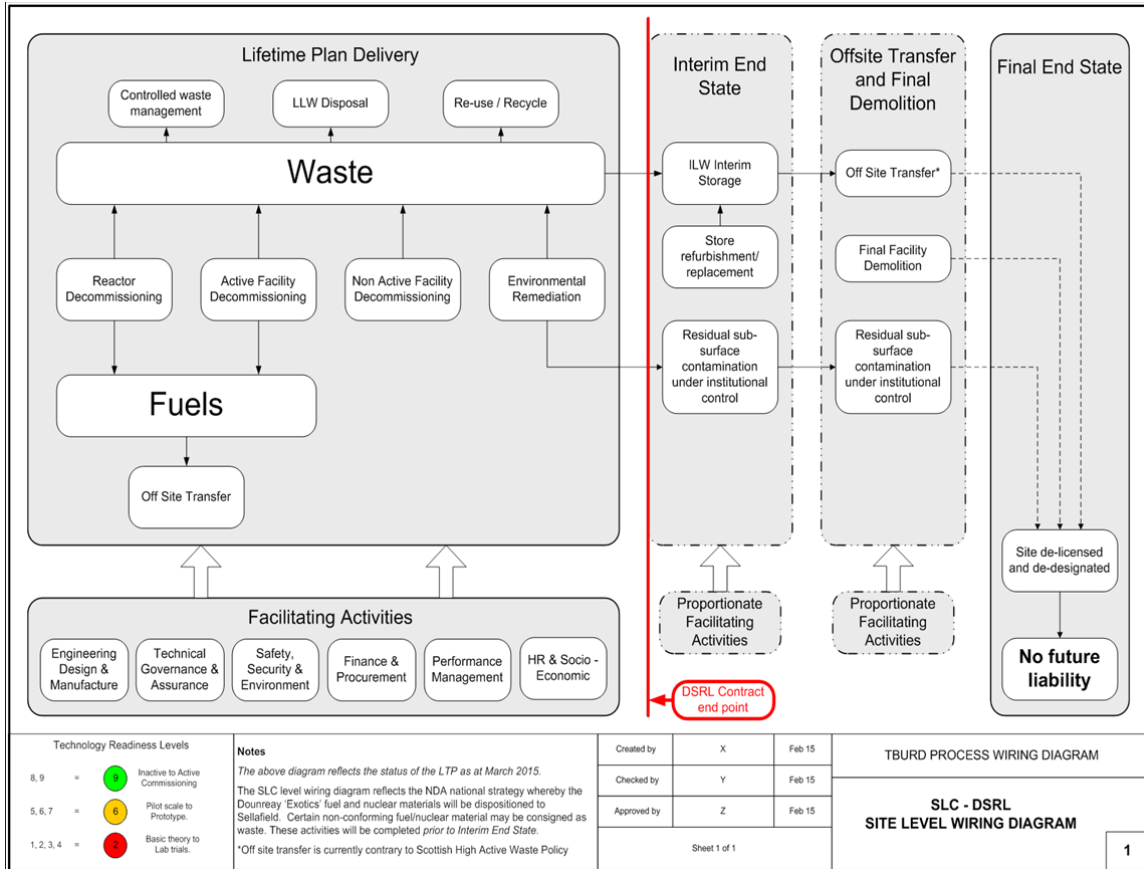 Lifetime Plan Delivery
Controlled waste
management
LLW Disposal
Re-use / Recycle
Waste
Reactor
Decommissioning
Active Facility
Decommissioning
Non Active Facility
Decommissioning
Environmental
Remediation
Fuels
Off Site Transfer
Interim End
State
ILW Interim
Storage
Store
refurbishment/
replacement
Residual sub-
surface
contamination
under institutional
control
Offsite Transfer
and Final
Demolition
Off Site Transfer*
Final Facility
Demolition
Residual sub-
surface
contamination
under institutional
control
Final End State
Site de-licensed
and de-designated
No future
liability
Facilitating Activities
Engineering
Design &
Manufacture
Technical
Governance &
Assurance
Safety,
Security &
Environment
Finance &
Procurement
Performance
Management
HR & Socio -
Economic
Proportionate
Facilitating
Activities
Proportionate
Facilitating
Activities
DSRL Contract
end point
Technology Readiness Levels
8, 9 = 9 Inactive to Active
Commissioning
5, 6, 7 = 6 Pilot scale to
Prototype.
1, 2, 3, 4 = 2 Basic theory to
Lab trials.
Notes
The above diagram reflects the status of the LTP as at March 2015.
The SLC level wiring diagram reflects the NDA national strategy whereby the
Dounreay 'Exotics' fuel and nuclear materials will be dispositioned to
Sellafield. Certain non-conforming fuel/nuclear material may be consigned as
waste. These activities will be completed prior to Interim End State.
*Off site transfer is currently contrary to Scottish High Active Waste Policy
Created by X Feb 15
Checked by Y Feb 15
Approved by Z Feb 15
Sheet 1 of 1
TBURD PROCESS WIRING DIAGRAM
SLC - DSRL
SITE LEVEL WIRING DIAGRAM
1